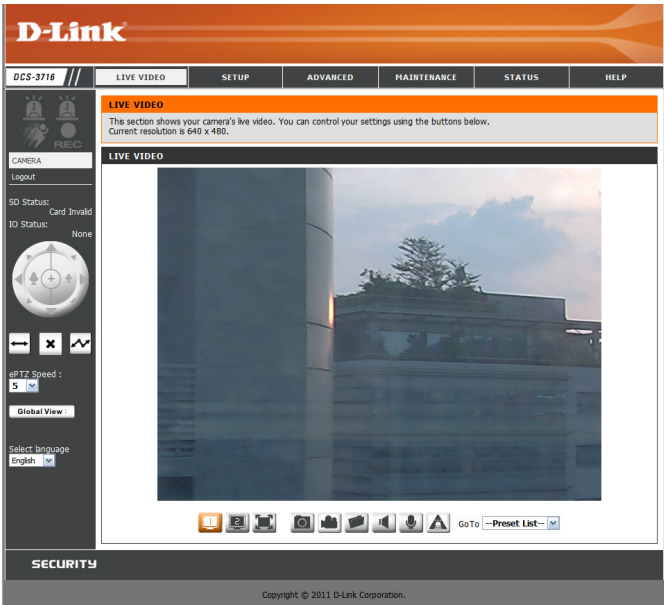 D-Link
DCS-3716
LIVE VIDEO
SETUP
ADVANCED
MAINTENANCE
STATUS
HELP
REC
CAMERA
Logout
SD Status:
Card Invalid
IO Status:
None
ePTZ Speed :
5
Global View :
Select language
English
LIVE VIDEO
This section shows your camera's live video. You can control your settings using the buttons below.
Current resolution is 640 x 480.
LIVE VIDEO
1
2
GoTo
--Preset List--
SECURITY
Copyright © 2011 D-Link Corporation.